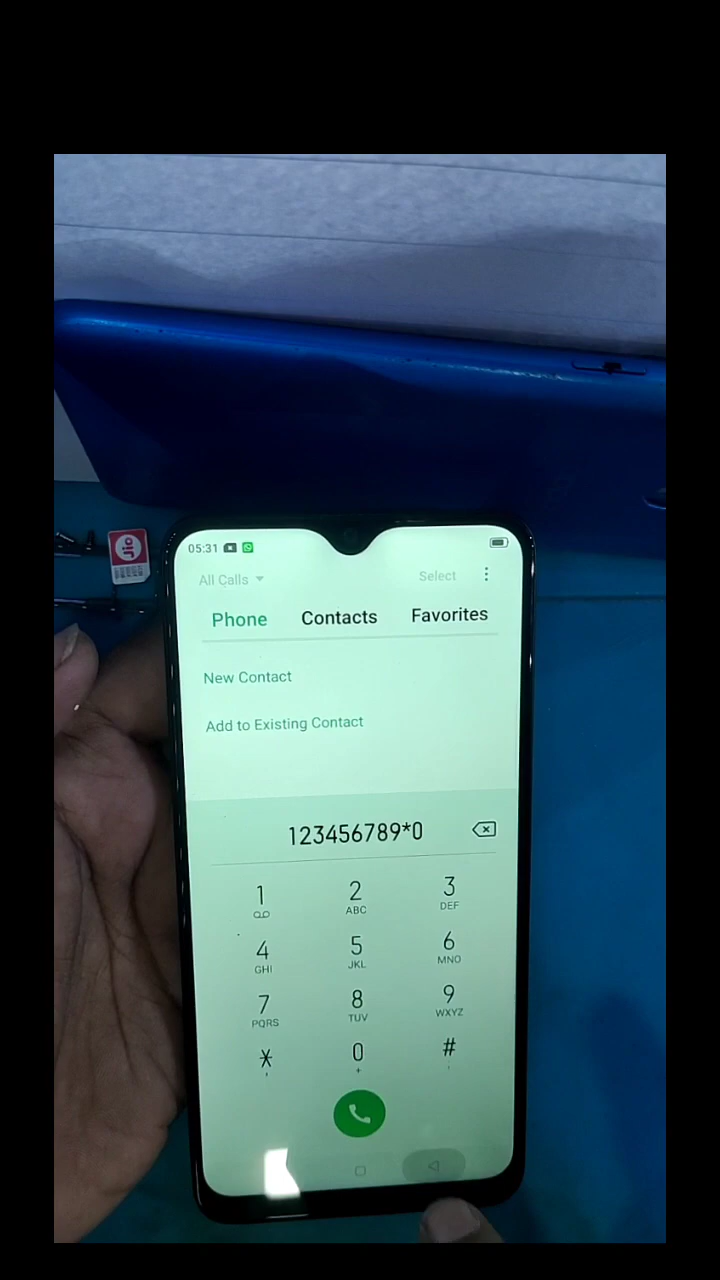 jio
05:31
All Calls
Select
Phone Contacts Favorites
New Contact
Add to Existing Contact
123456789*0
1 2 3
ABC DEF
4 5 6
GHI JKL MNO
7 8 9
PQRS TUV WXYZ
* 0 #
+